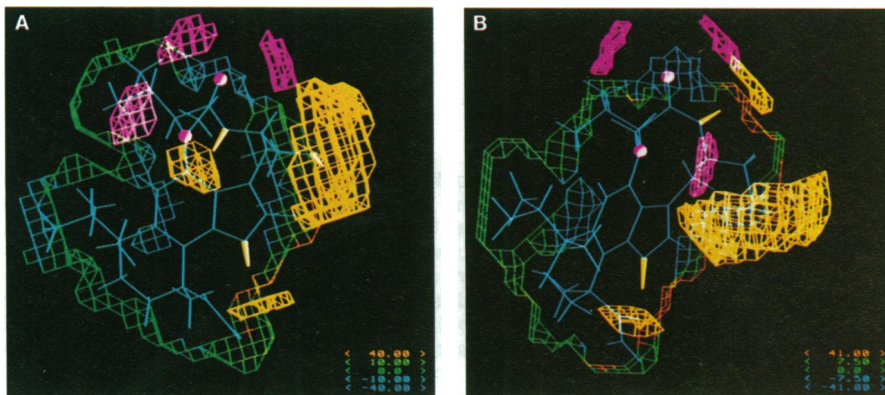 A
< 40.00 >
< 10.00 >
< 0.0 >
< -10.00 >
< -40.00 >
B
< 41.00 >
< 7.50 >
< 0.0 >
< -7.50 >
< -41.00 >